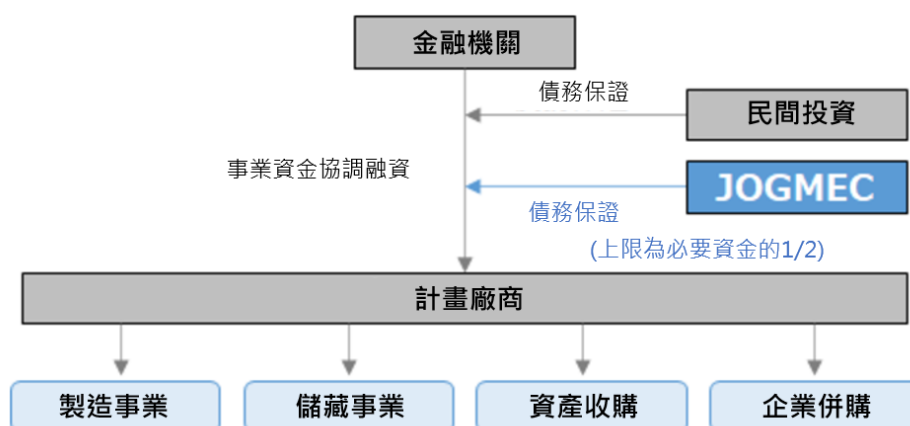 金融機關
債務保證
民間投資
事業資金協調融資
JOGMEC
債務保證
(上限為必要資金的1/2)
計畫廠商
製造事業
儲藏事業
資產收購
企業併購